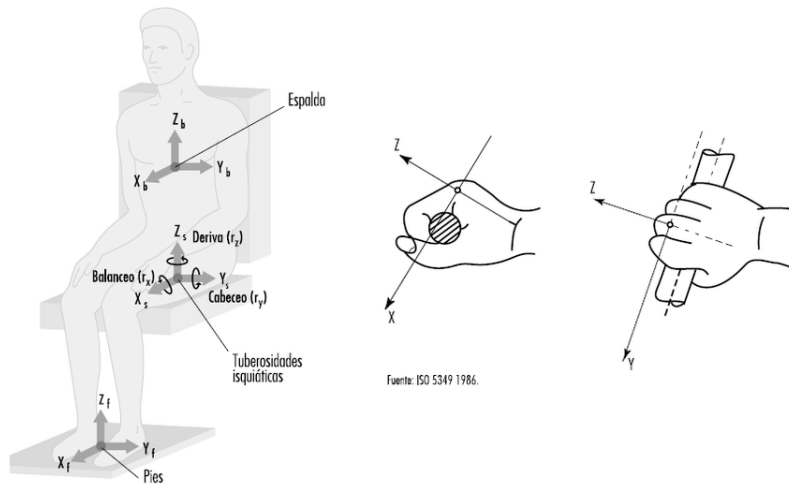 Espalda
Z b
Y b
X b
Z s
Deriva (r z)
Balanceo (r x)
Y s
X s
Cabeceo (r y)
Tuberosidades
isquiáticas
Z f
Y f
X f
Pies
Z
X
Fuente: ISO 5349 1986.
Z
Y